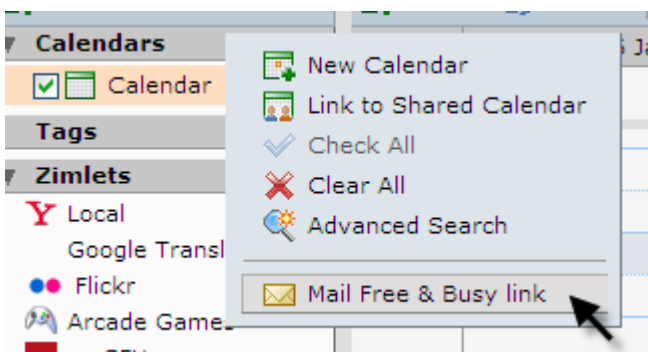 Calendars
Calendar
Tags
Zimlets
Y Local
Google Transl
Flickr
Arcade Games
New Calendar
Link to Shared Calendar
Check All
Clear All
Advanced Search
Mail Free & Busy link